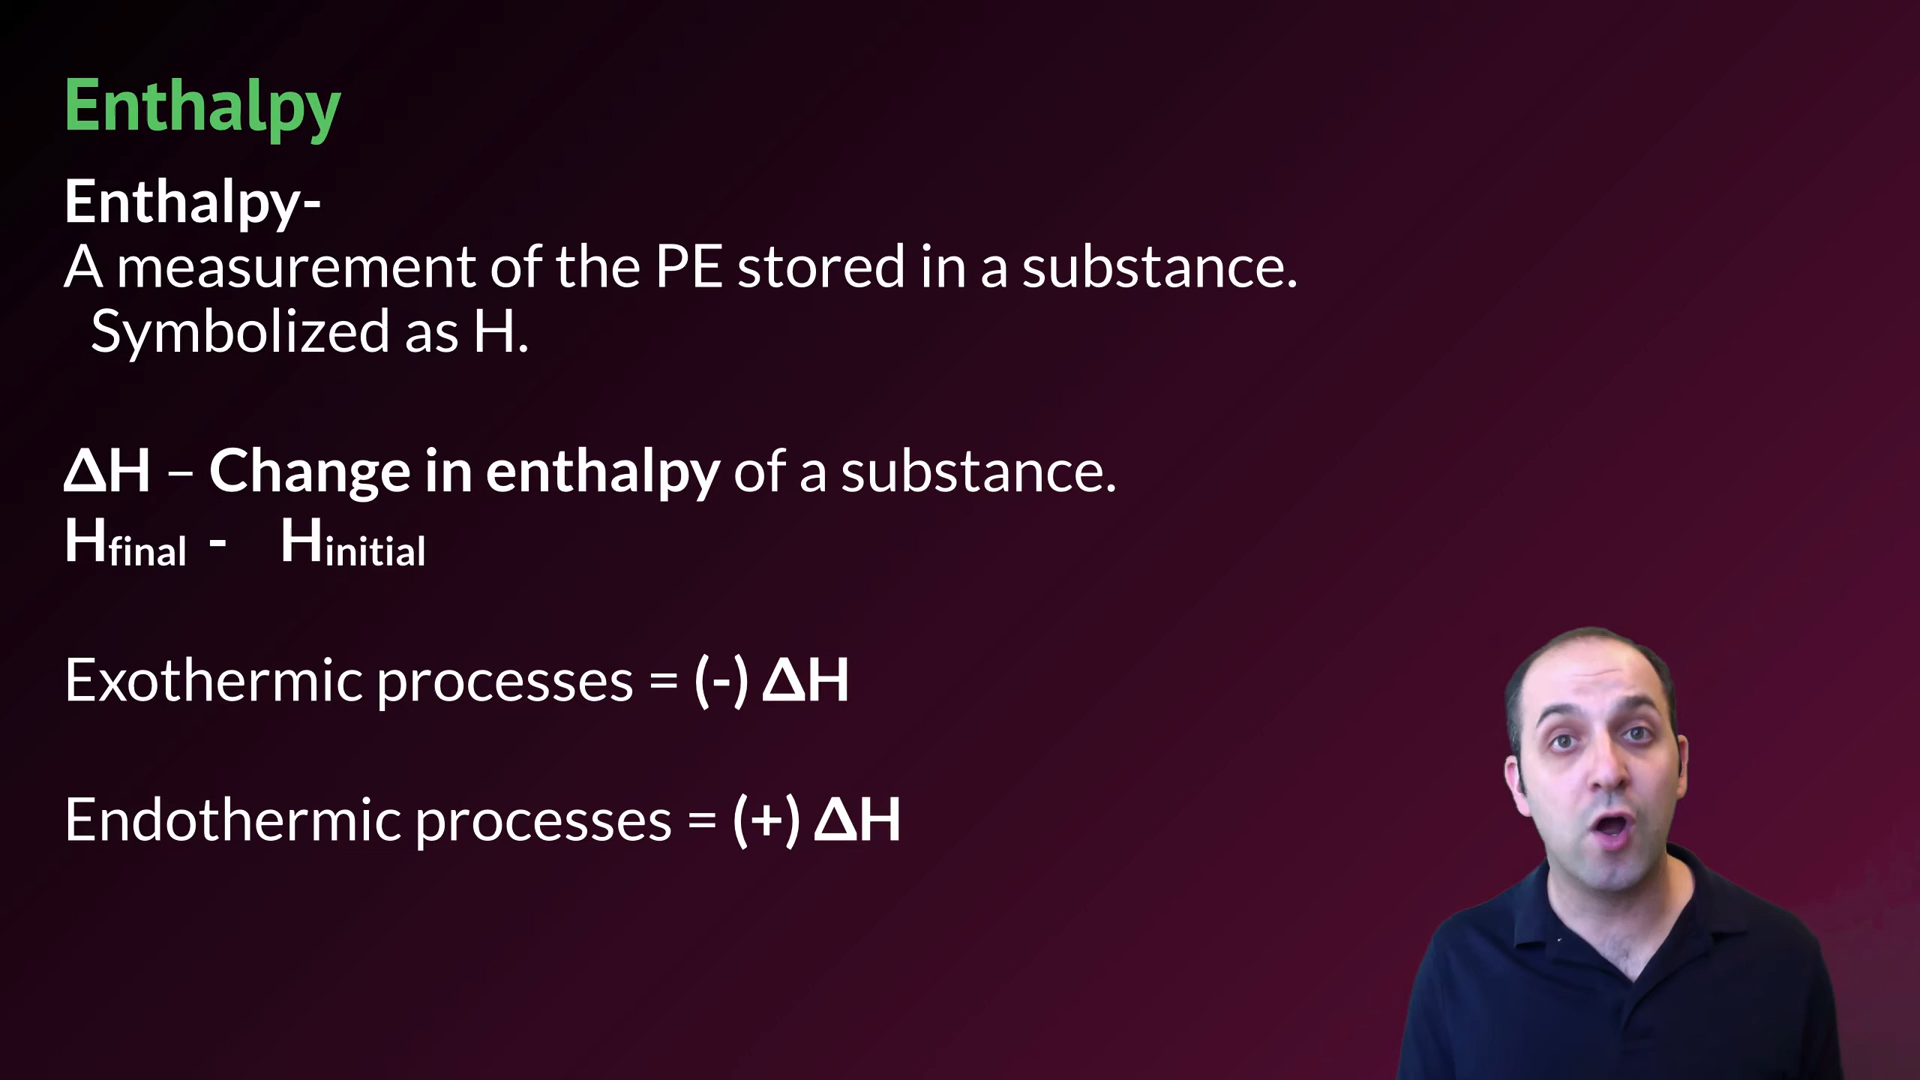 Enthalpy
Enthalpy-
A measurement of the PE stored in a substance.
Symbolized as H.
ΔH – Change in enthalpy of a substance.
Hfinal - Hinitial
Exothermic processes = (-) ΔH
Endothermic processes = (+) ΔH